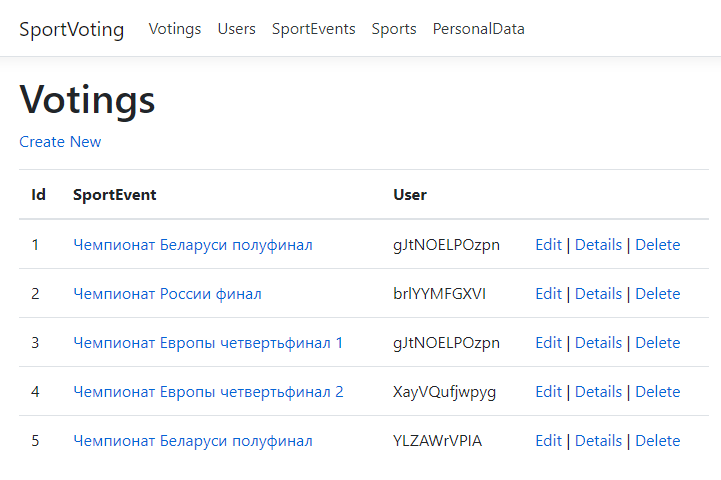 SportVoting Votings Users SportEvents Sports PersonalData
Votings
Create New
Id SportEvent User
1 Чемпионат Беларуси полуфинал gJtNOELPOzpn Edit | Details | Delete
2 Чемпионат России финал brlYYMFGXVI Edit | Details | Delete
3 Чемпионат Европы четвертьфинал 1 gJtNOELPOzpn Edit | Details | Delete
4 Чемпионат Европы четвертьфинал 2 XayVQufjwpyg Edit | Details | Delete
5 Чемпионат Беларуси полуфинал YLZAWrVPIA Edit | Details | Delete